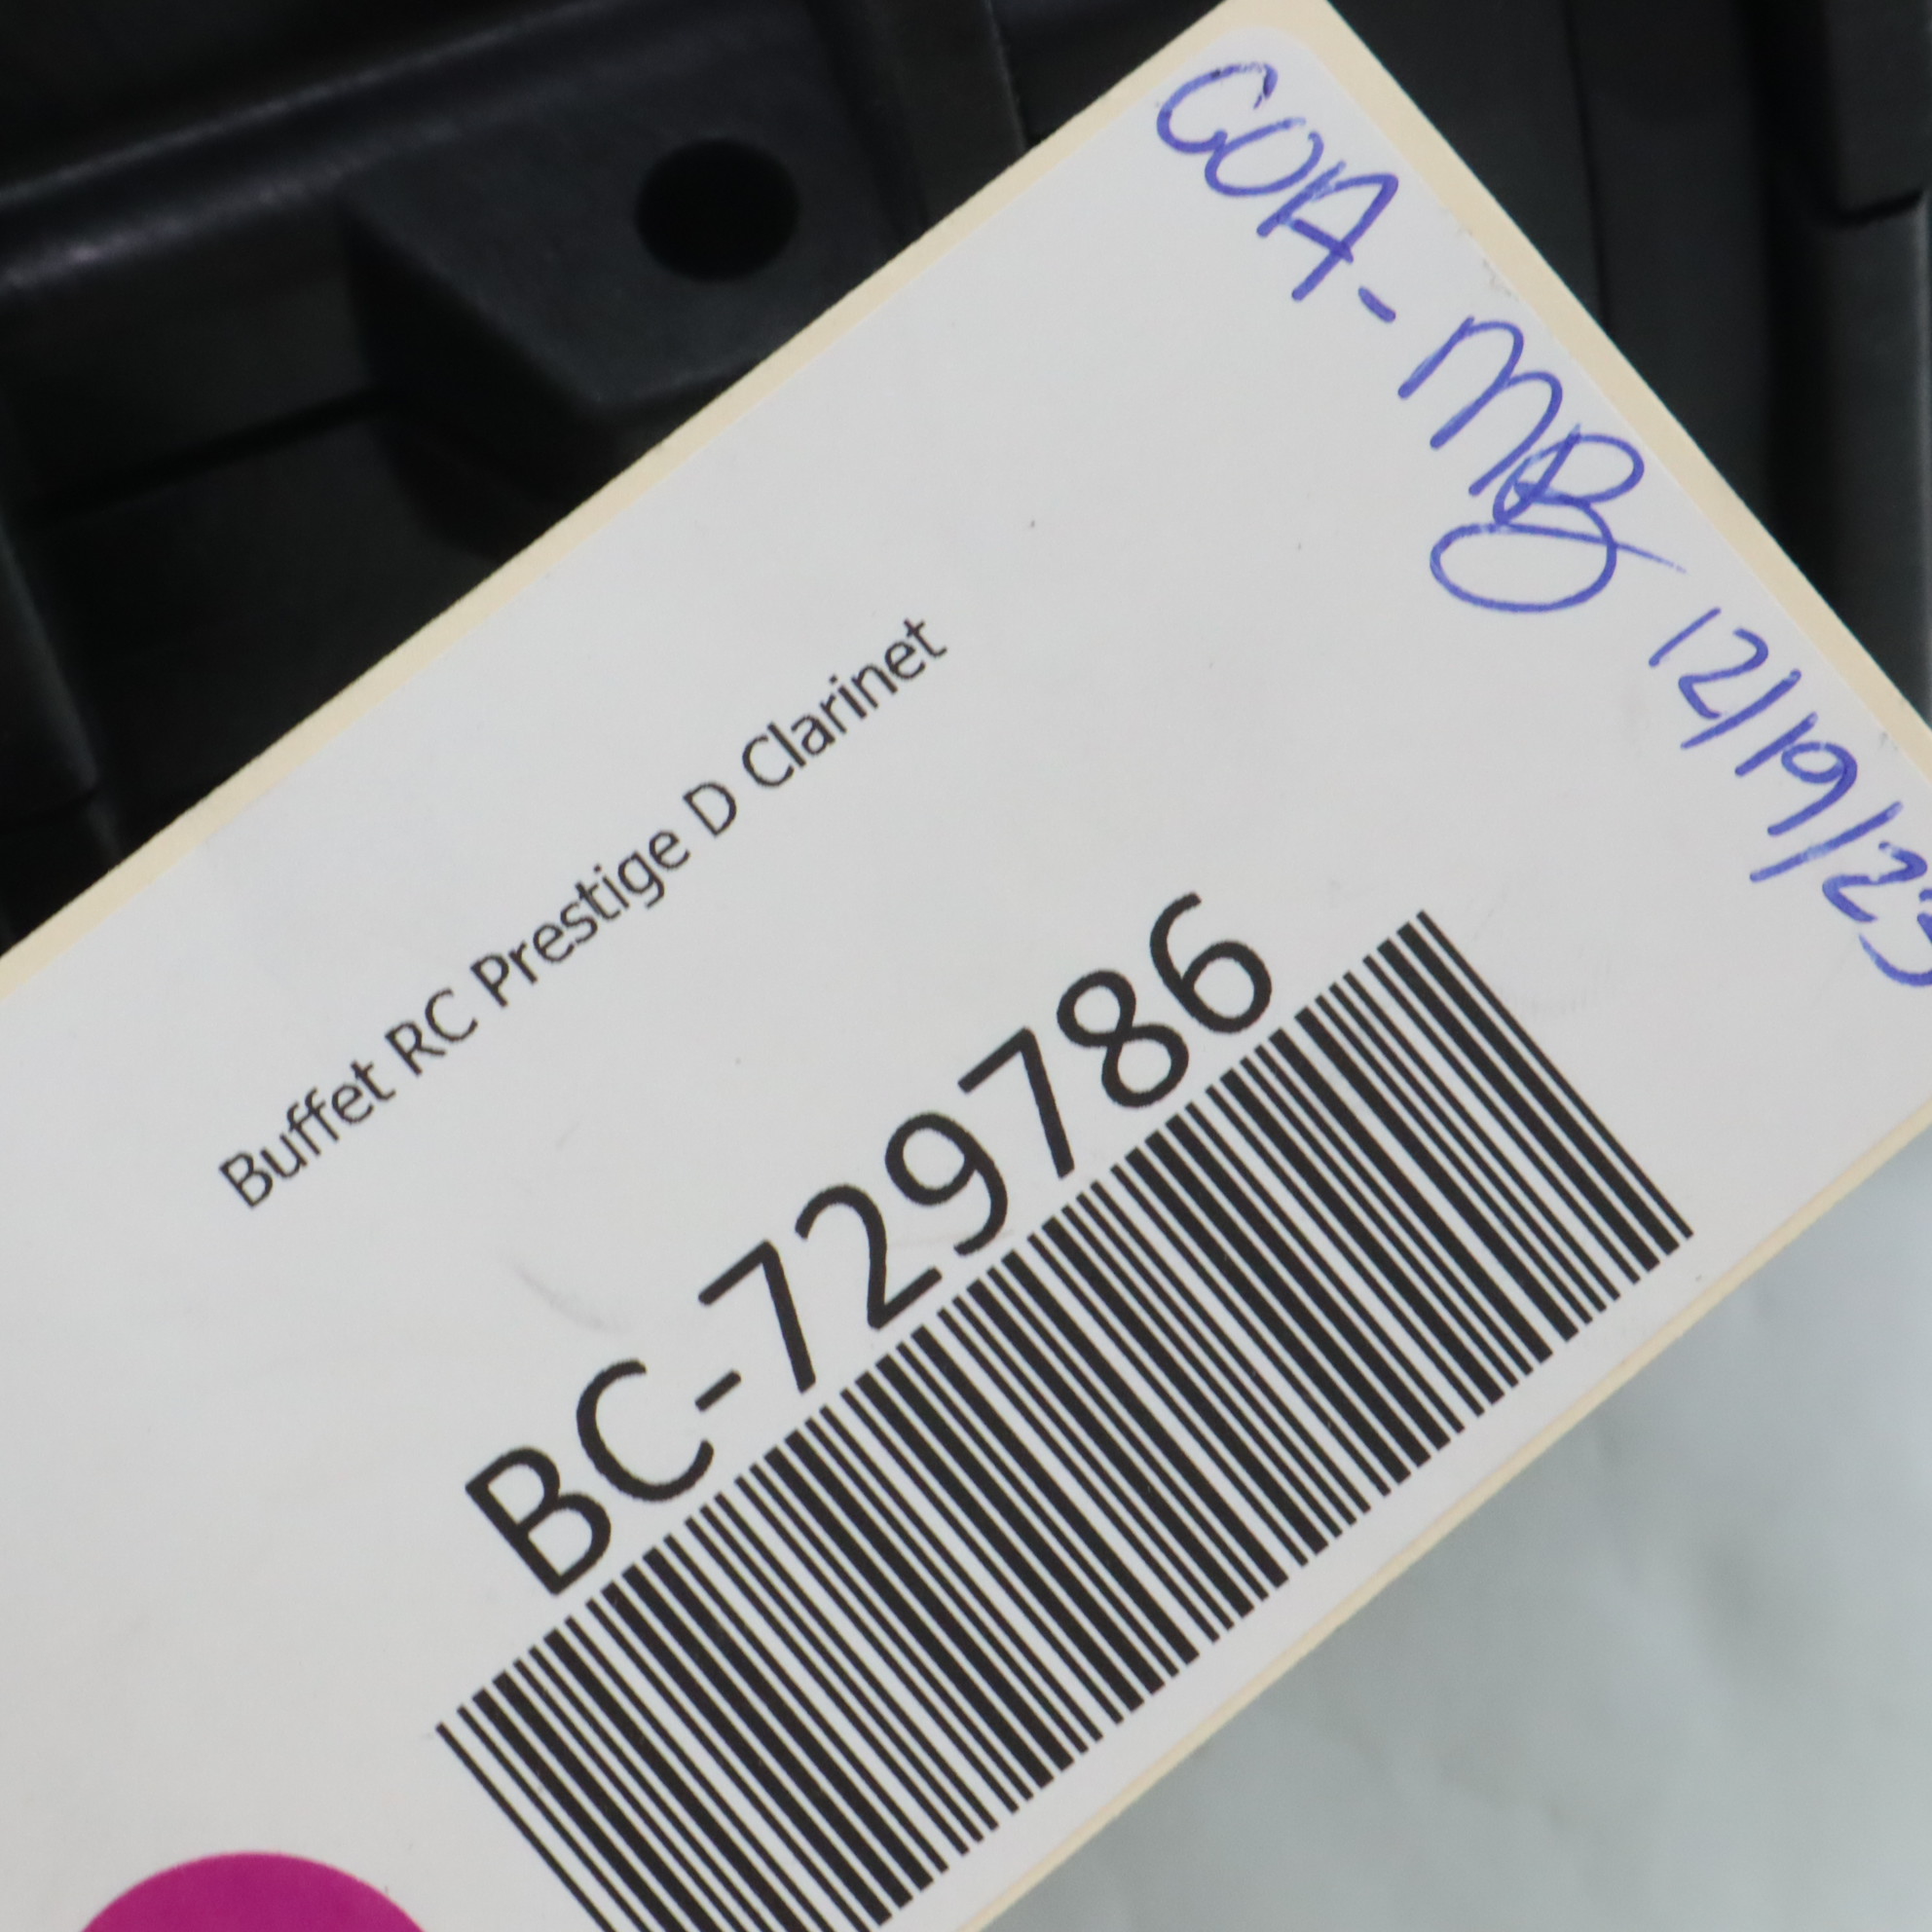 COA-MB 12/19/23
Buffet RC Prestige D Clarinet
BC-729786